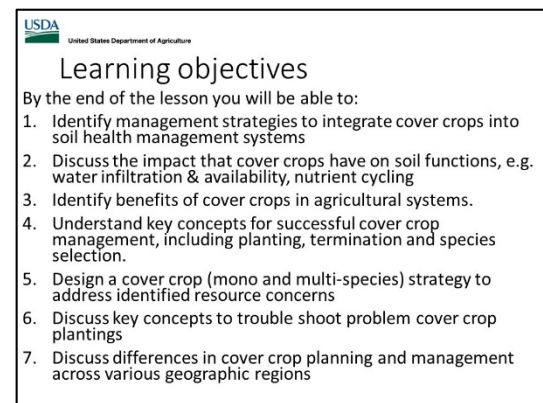 USDA
United States Department of Agriculture
Learning objectives
By the end of the lesson you will be able to:
1. Identify management strategies to integrate cover crops into
soil health management systems
2. Discuss the impact that cover crops have on soil functions, e.g.
water infiltration & availability, nutrient cycling
3. Identify benefits of cover crops in agricultural systems.
4. Understand key concepts for successful cover crop
management, including planting, termination and species
selection.
5. Design a cover crop (mono and multi-species) strategy to
address identified resource concerns
6. Discuss key concepts to trouble shoot problem cover crop
plantings
7. Discuss differences in cover crop planning and management
across various geographic regions